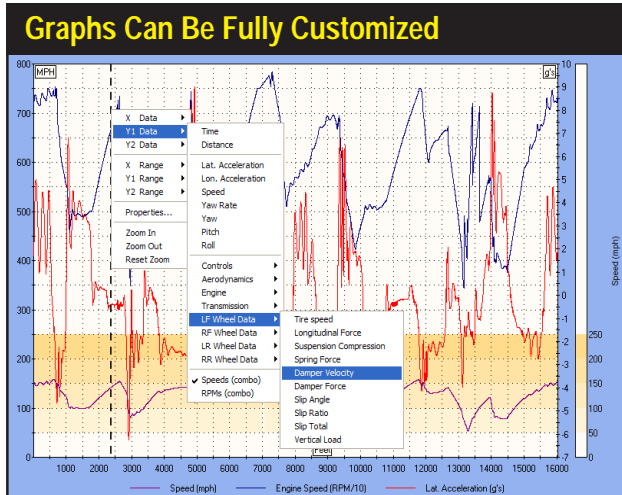 Graphs Can Be Fully Customized
MPH
g's
800
700
600
500
400
300
200
100
0
10
9
8
7
6
5
4
3
2
1
0
-1
-2
-3
-4
-5
-6
-7
250
200
150
100
50
0
Speed (mph)
X Data
Y1 Data
Y2 Data
X Range
Y1 Range
Y2 Range
Properties...
Zoom In
Zoom Out
Reset Zoom
Time
Distance
Lat. Acceleration
Lon. Acceleration
Speed
Yaw Rate
Yaw
Pitch
Roll
Controls
Aerodynamics
Engine
Transmission
LF Wheel Data
RF Wheel Data
LR Wheel Data
RR Wheel Data
Speeds (combo)
RPMs (combo)
Tire speed
Longitudinal Force
Suspension Compression
Spring Force
Damper Velocity
Damper Force
Slip Angle
Slip Ratio
Slip Total
Vertical Load
Feet
1000 2000 3000 4000 5000 6000 7000 8000 9000 10000 11000 12000 13000 14000 15000 16000
Speed (mph) Engine Speed (RPM/10) Lat. Acceleration (g's)